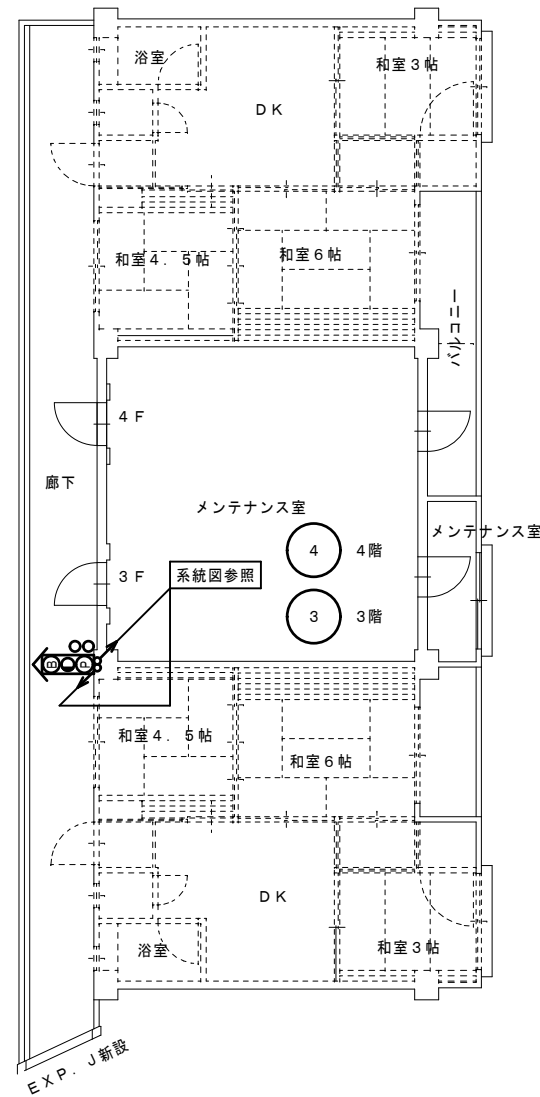 浴室
和室３帖
ＤＫ
和室４．５帖
和室６帖
バルコニー
４Ｆ
廊下
メンテナンス室
メンテナンス室
４ ４階
３Ｆ
系統図参照
３ ３階
Ｂ Ｐ
和室４．５帖
和室６帖
ＤＫ
浴室
和室３帖
ＥＸＰ．Ｊ新設